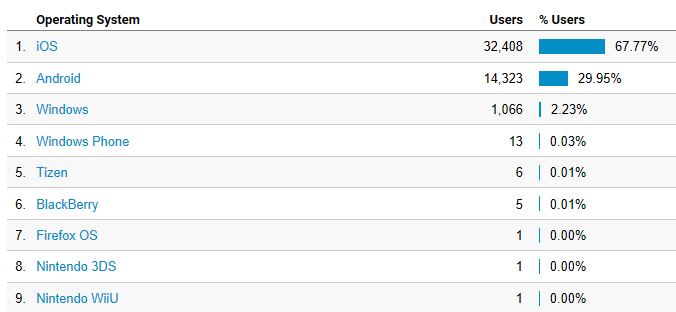 Operating System Users % Users
1. iOS 32,408 67.77%
2. Android 14,323 29.95%
3. Windows 1,066 2.23%
4. Windows Phone 13 0.03%
5. Tizen 6 0.01%
6. BlackBerry 5 0.01%
7. Firefox OS 1 0.00%
8. Nintendo 3DS 1 0.00%
9. Nintendo WiiU 1 0.00%